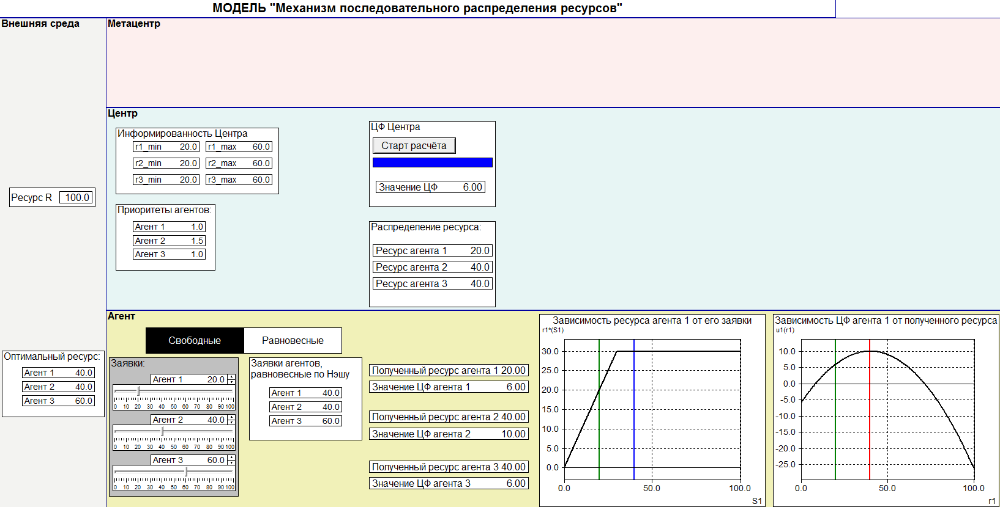 МОДЕЛЬ "Механизм последовательного распределения ресурсов"
Внешняя среда
Ресурс R 100.0
Оптимальный ресурс:
Агент 1 40.0
Агент 2 40.0
Агент 3 60.0
Метацентр
Центр
Информированность Центра
r1_min 20.0 r1_max 60.0
r2_min 20.0 r2_max 60.0
r3_min 20.0 r3_max 60.0
Приоритеты агентов:
Агент 1 1.0
Агент 2 1.5
Агент 3 1.0
ЦФ Центра
Старт расчёта
Значение ЦФ 6.00
Распределение ресурса:
Ресурс агента 1 20.0
Ресурс агента 2 40.0
Ресурс агента 3 40.0
Агент
Свободные Равновесные
Заявки:
Агент 1 20.0
0 10 20 30 40 50 60 70 80 90 100
Агент 2 40.0
0 10 20 30 40 50 60 70 80 90 100
Агент 3 60.0
0 10 20 30 40 50 60 70 80 90 100
Заявки агентов,
равновесные по Нэшу
Агент 1 40.0
Агент 2 40.0
Агент 3 60.0
Полученный ресурс агента 1 20.00
Значение ЦФ агента 1 6.00
Полученный ресурс агента 2 40.00
Значение ЦФ агента 2 10.00
Полученный ресурс агента 3 40.00
Значение ЦФ агента 3 6.00
Зависимость ресурса агента 1 от его заявки
r1*(S1)
30.0
25.0
20.0
15.0
10.0
5.0
0.0
0.0 50.0 100.0
S1
Зависимость ЦФ агента 1 от полученного ресурса
u1(r1)
10.0
5.0
0.0
-5.0
-10.0
-15.0
-20.0
-25.0
0.0 50.0 100.0
r1